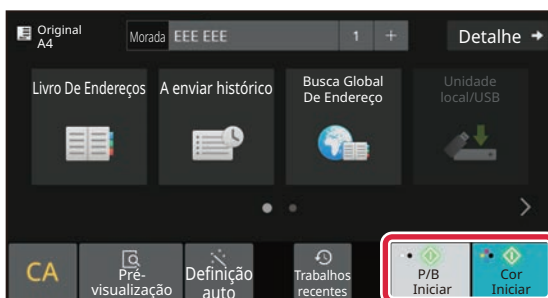 Original
A4
Morada EEE EEE 1 +
Detalhe
Livro De Endereços
A enviar histórico
Busca Global
De Endereço
Unidade
local/USB
CA
Pré-
visualização
Definição
auto
Trabalhos
recentes
P/B
Iniciar
Cor
Iniciar